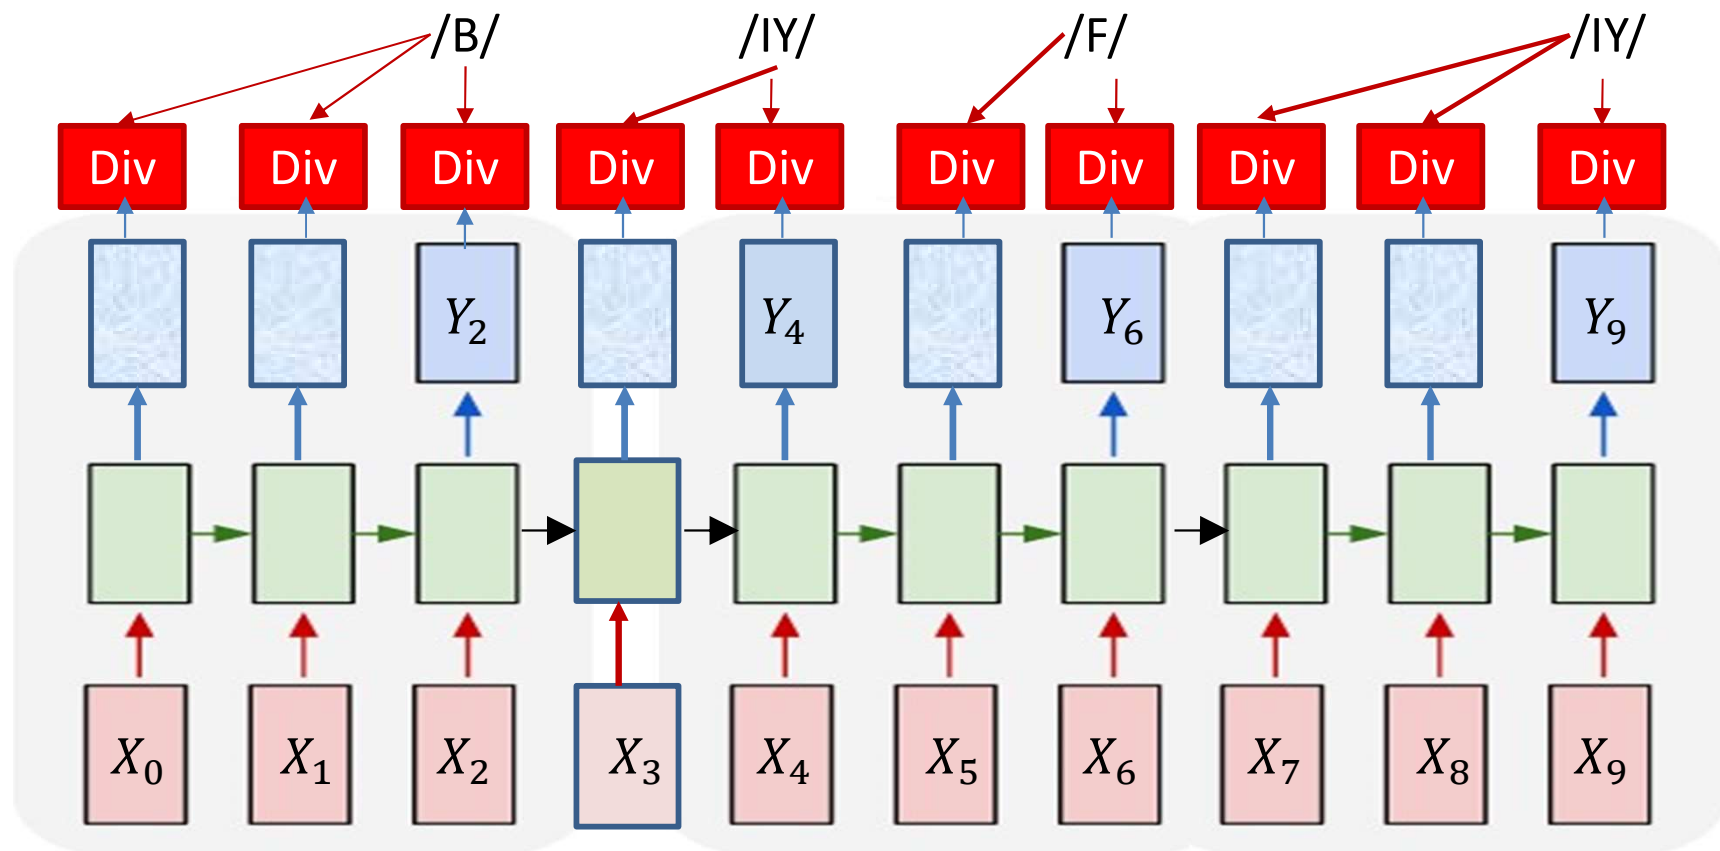 /B/ /IY/ /F/ /IY/
Div Div Div Div Div Div Div Div Div Div
Y₂ Y₄ Y₆ Y₉
X₀ X₁ X₂ X₃ X₄ X₅ X₆ X₇ X₈ X₉